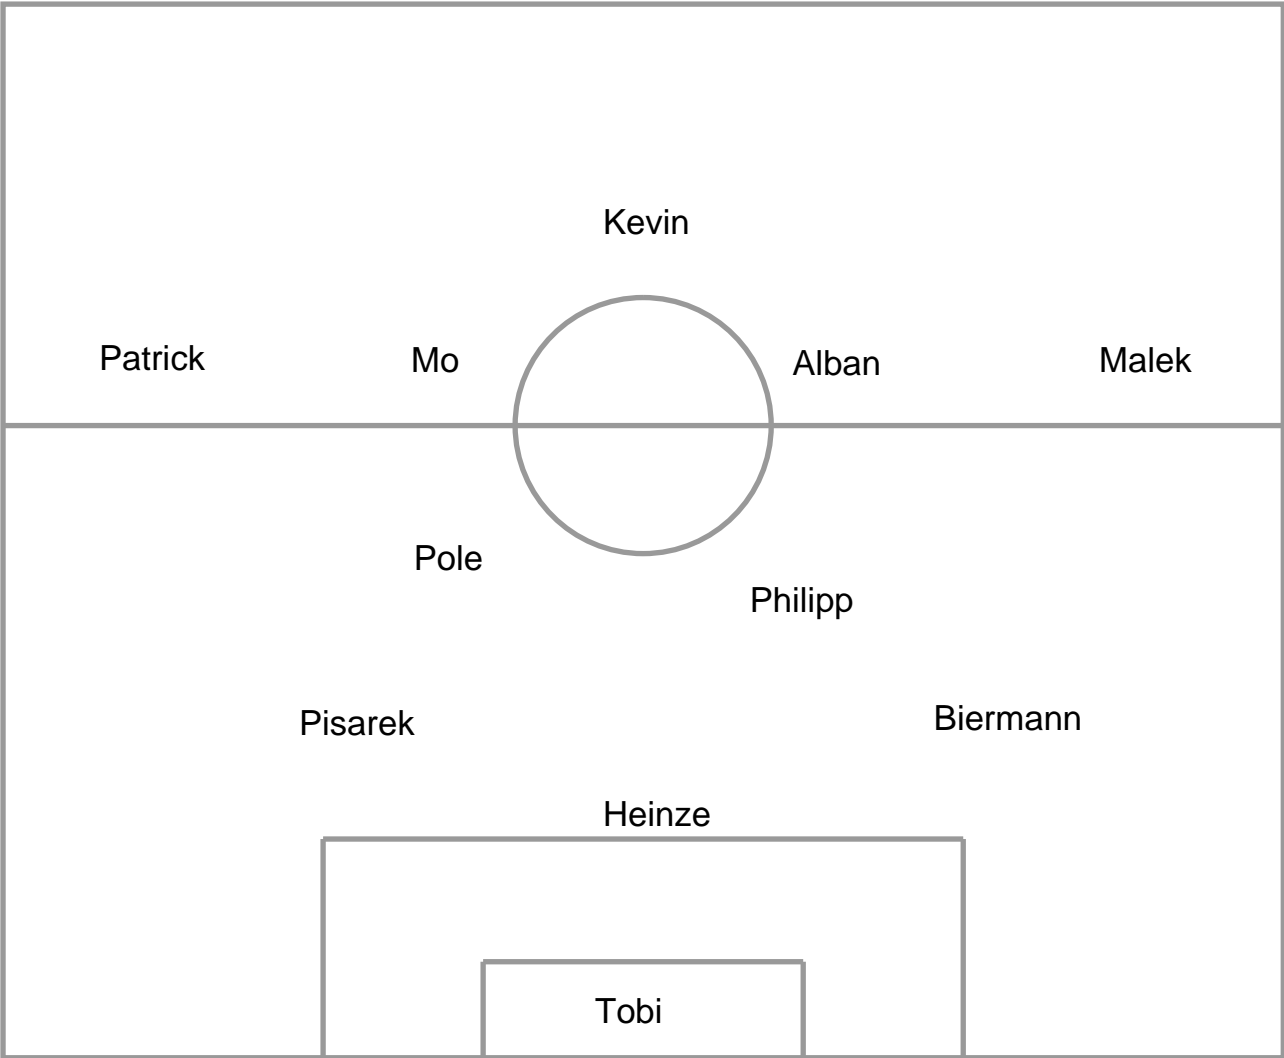 Kevin
Patrick Mo Alban Malek
Pole
Philipp
Pisarek Biermann
Heinze
Tobi